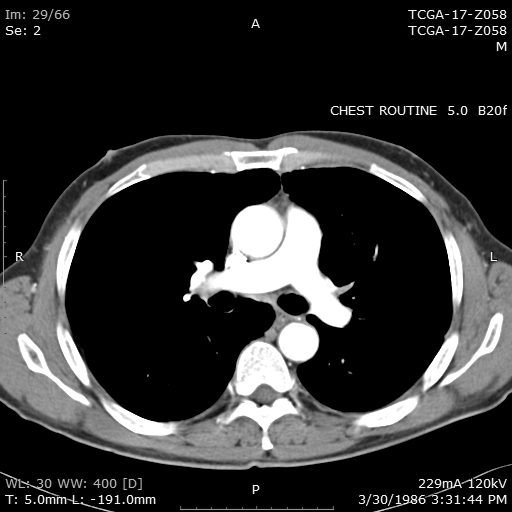 Im: 29/66
Se: 2
A
TCGA-17-Z058
TCGA-17-Z058
M
CHEST ROUTINE 5.0 B20f
R
L
WL: 30 WW: 400 [D]
T: 5.0mm L: -191.0mm
P
229mA 120kV
3/30/1986 3:31:44 PM